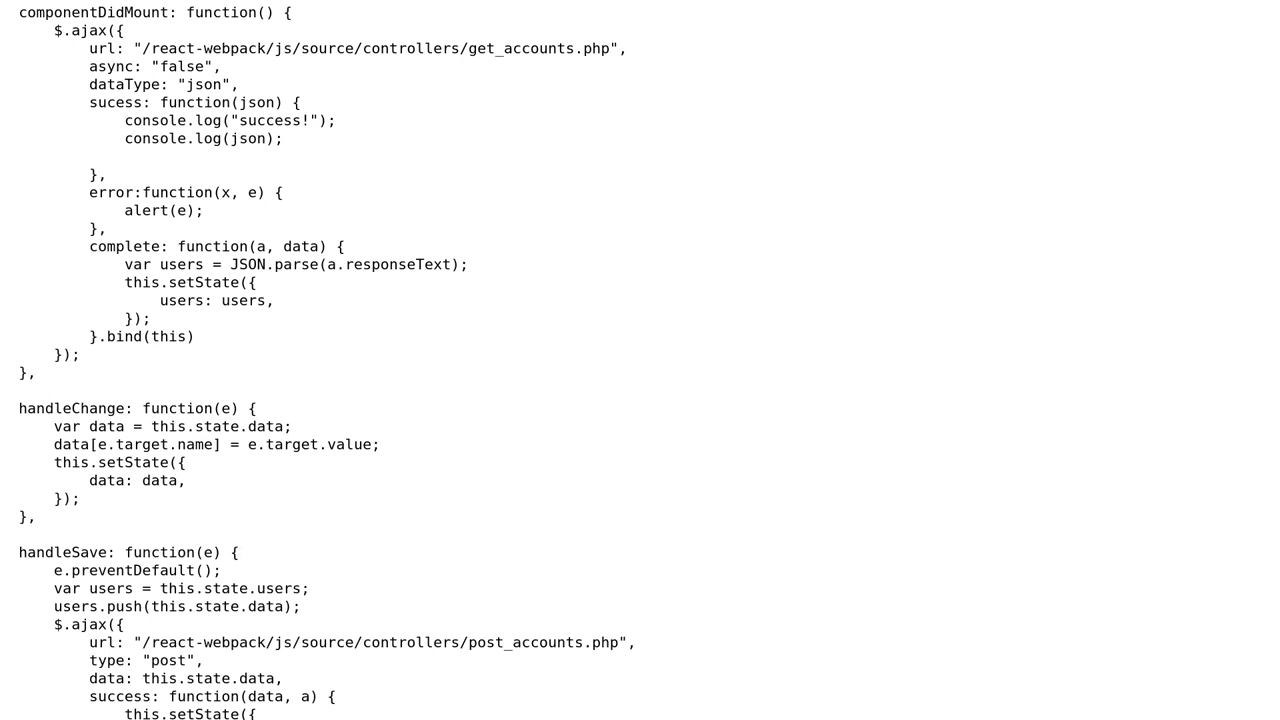 componentDidMount: function() {
    $.ajax({
        url: "/react-webpack/js/source/controllers/get_accounts.php",
        async: "false",
        dataType: "json",
        sucess: function(json) {
            console.log("success!");
            console.log(json);

        },
        error:function(x, e) {
            alert(e);
        },
        complete: function(a, data) {
            var users = JSON.parse(a.responseText);
            this.setState({
                users: users,
            });
        }.bind(this)
    });
},

handleChange: function(e) {
    var data = this.state.data;
    data[e.target.name] = e.target.value;
    this.setState({
        data: data,
    });
},

handleSave: function(e) {
    e.preventDefault();
    var users = this.state.users;
    users.push(this.state.data);
    $.ajax({
        url: "/react-webpack/js/source/controllers/post_accounts.php",
        type: "post",
        data: this.state.data,
        success: function(data, a) {
            this.setState({